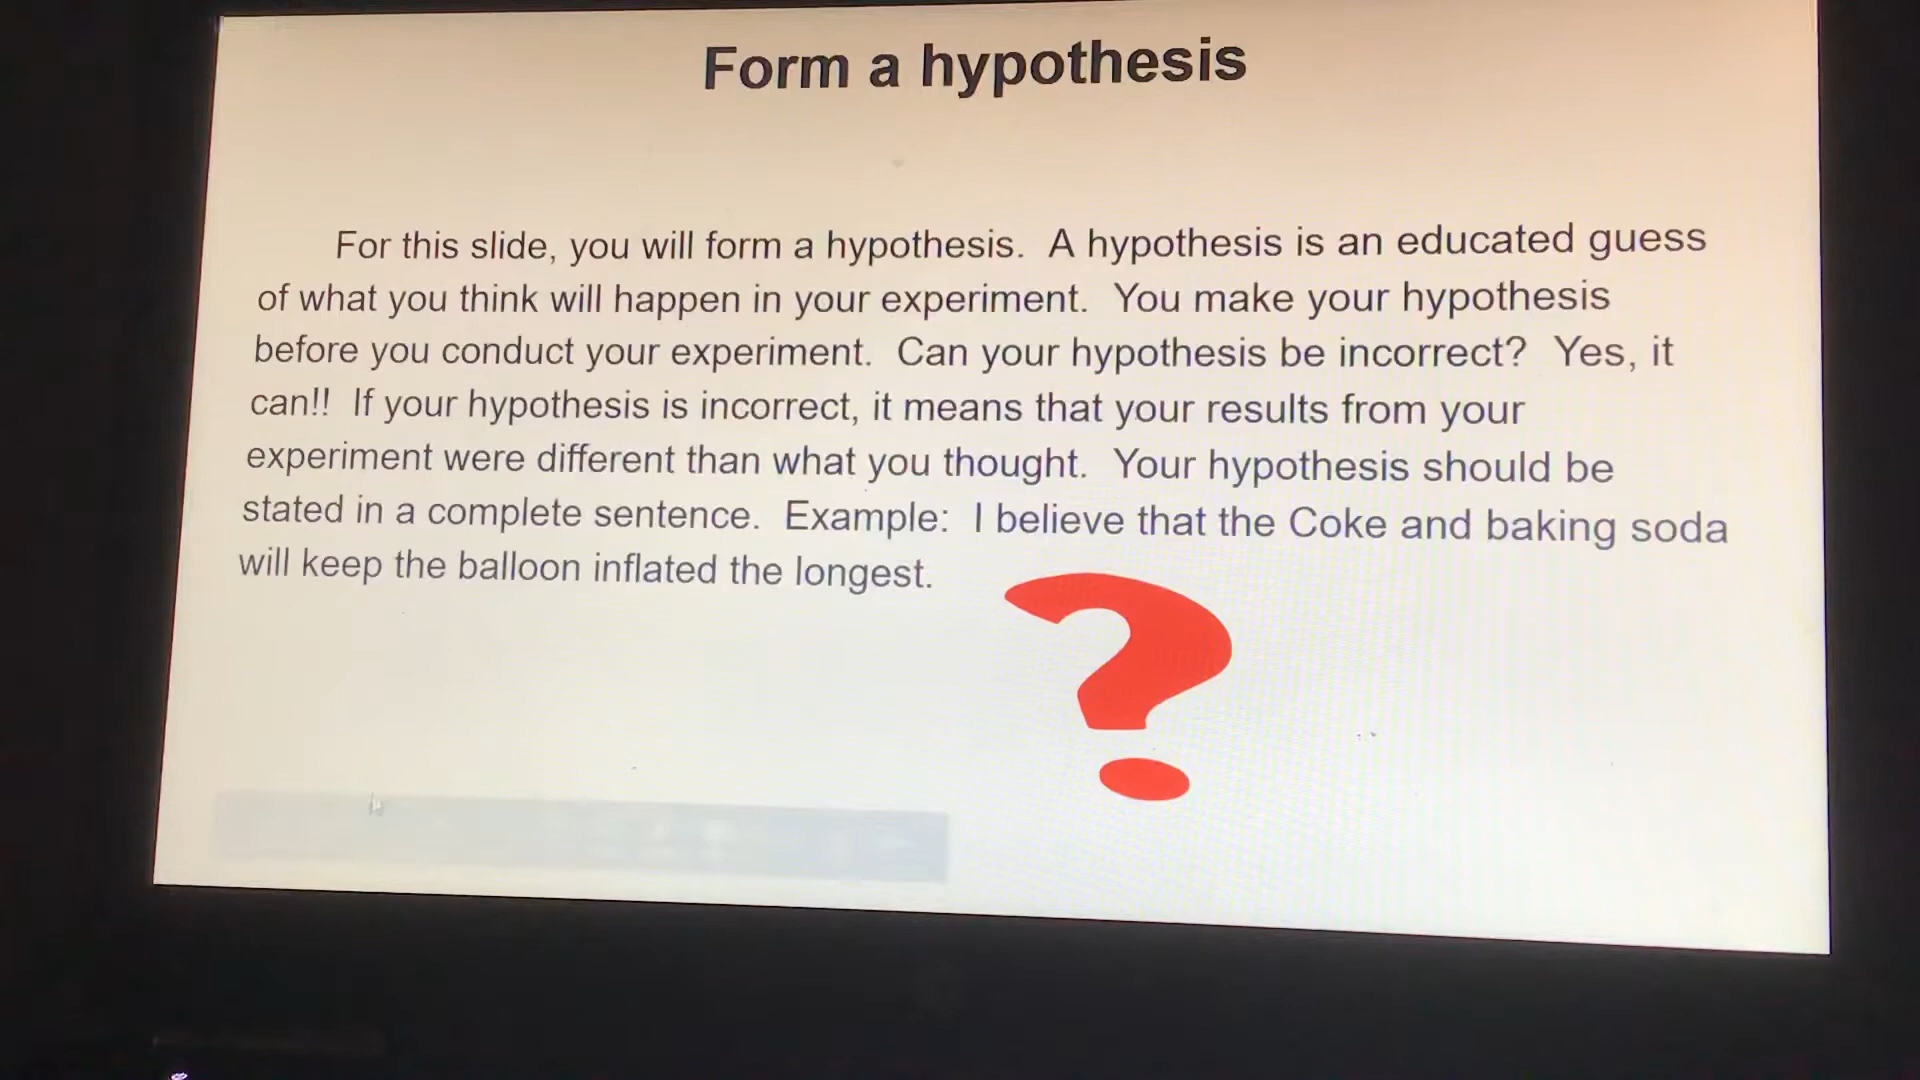 Form a hypothesis
For this slide, you will form a hypothesis. A hypothesis is an educated guess
of what you think will happen in your experiment. You make your hypothesis
before you conduct your experiment. Can your hypothesis be incorrect? Yes, it
can!! If your hypothesis is incorrect, it means that your results from your
experiment were different than what you thought. Your hypothesis should be
stated in a complete sentence. Example: I believe that the Coke and baking soda
will keep the balloon inflated the longest.
?